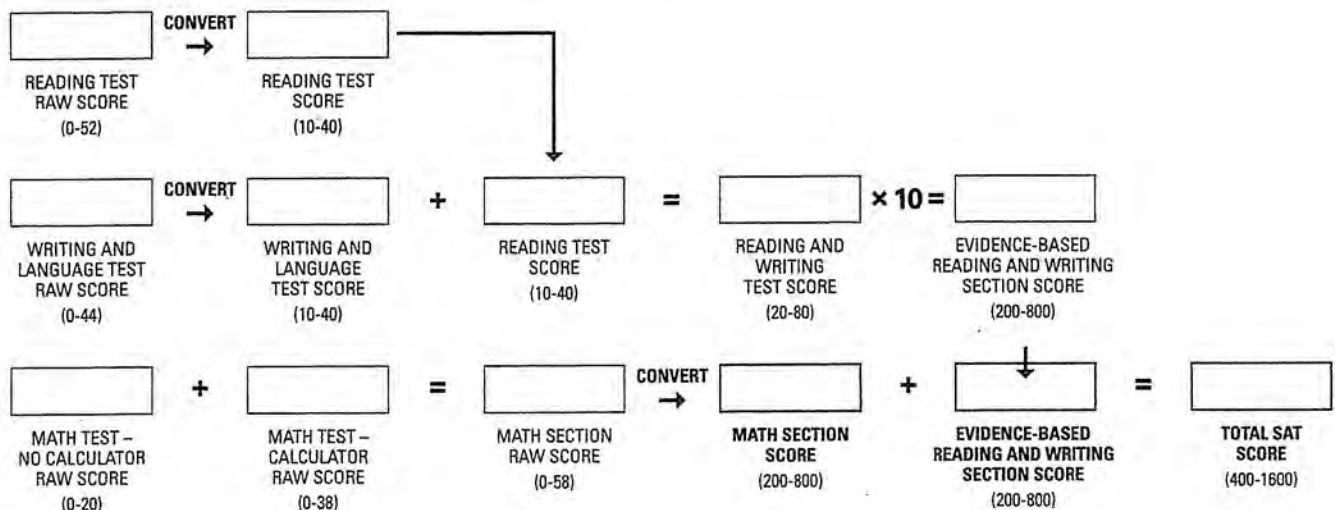 CONVERT
→
READING TEST
RAW SCORE
(0-52)
READING TEST
SCORE
(10-40)
CONVERT
→
+
=
× 10 =
WRITING AND
LANGUAGE TEST
RAW SCORE
(0-44)
WRITING AND
LANGUAGE
TEST SCORE
(10-40)
READING TEST
SCORE
(10-40)
READING AND
WRITING
TEST SCORE
(20-80)
EVIDENCE-BASED
READING AND WRITING
SECTION SCORE
(200-800)
+
=
CONVERT
→
+
=
MATH TEST –
NO CALCULATOR
RAW SCORE
(0-20)
MATH TEST –
CALCULATOR
RAW SCORE
(0-38)
MATH SECTION
RAW SCORE
(0-58)
MATH SECTION
SCORE
(200-800)
EVIDENCE-BASED
READING AND WRITING
SECTION SCORE
(200-800)
TOTAL SAT
SCORE
(400-1600)